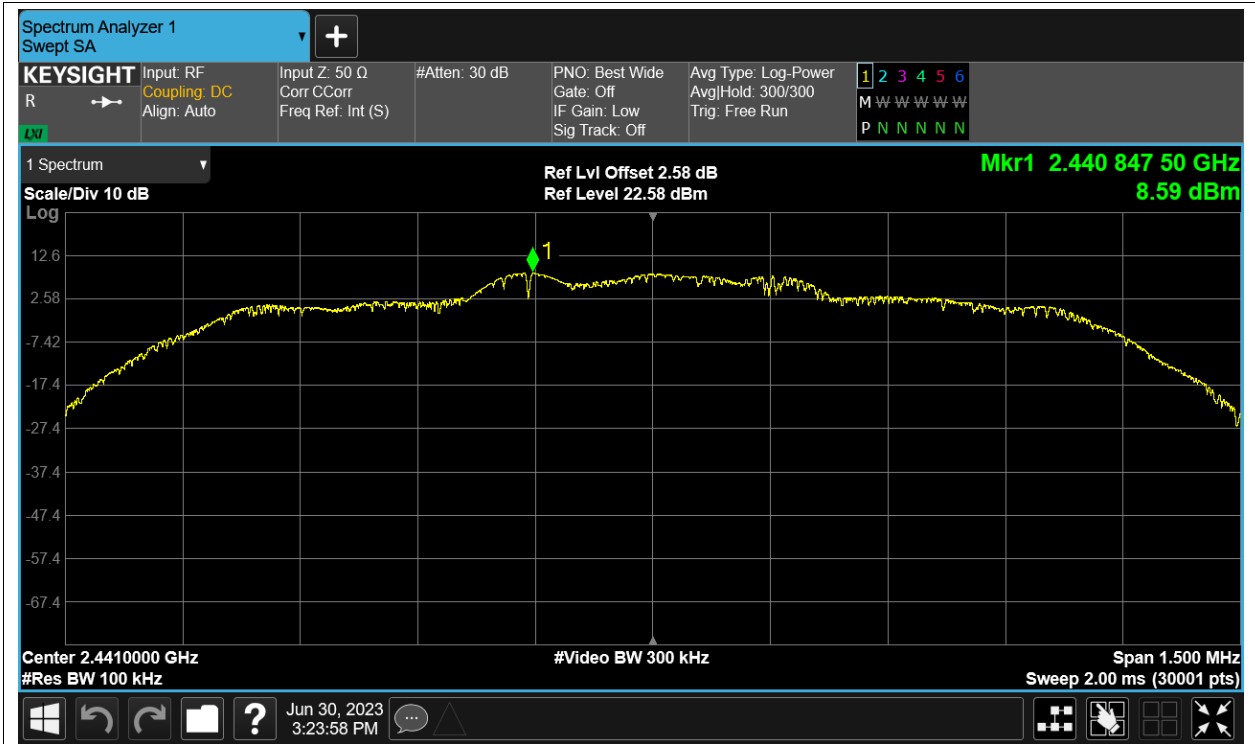 Spectrum Analyzer 1
Swept SA
KEYSIGHT
R
LXI
Input: RF
Coupling: DC
Align: Auto
Input Z: 50 Ω
Corr CCorr
Freq Ref: Int (S)
#Atten: 30 dB
PNO: Best Wide
Gate: Off
IF Gain: Low
Sig Track: Off
Avg Type: Log-Power
Avg|Hold: 300/300
Trig: Free Run
1 2 3 4 5 6
M W W W W W
P N N N N N
1 Spectrum
Scale/Div 10 dB
Log
Ref Lvl Offset 2.58 dB
Ref Level 22.58 dBm
Mkr1 2.440 847 50 GHz
8.59 dBm
1
12.6
2.58
-7.42
-17.4
-27.4
-37.4
-47.4
-57.4
-67.4
Center 2.4410000 GHz
#Video BW 300 kHz
Span 1.500 MHz
#Res BW 100 kHz
Sweep 2.00 ms (30001 pts)
?
Jun 30, 2023
3:23:58 PM